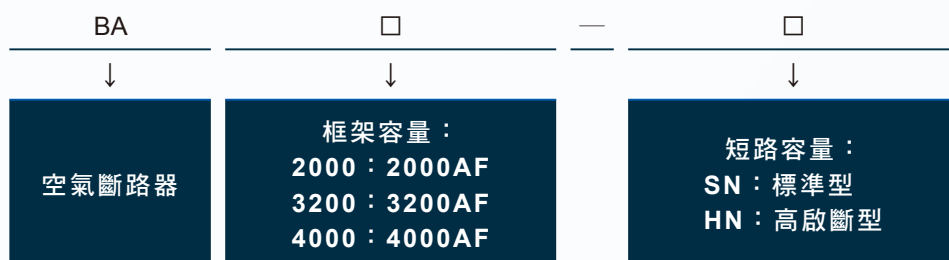 BA □ — □
↓ ↓ ↓
空氣斷路器
框架容量：
2000：2000AF
3200：3200AF
4000：4000AF
短路容量：
SN：標準型
HN：高啟斷型